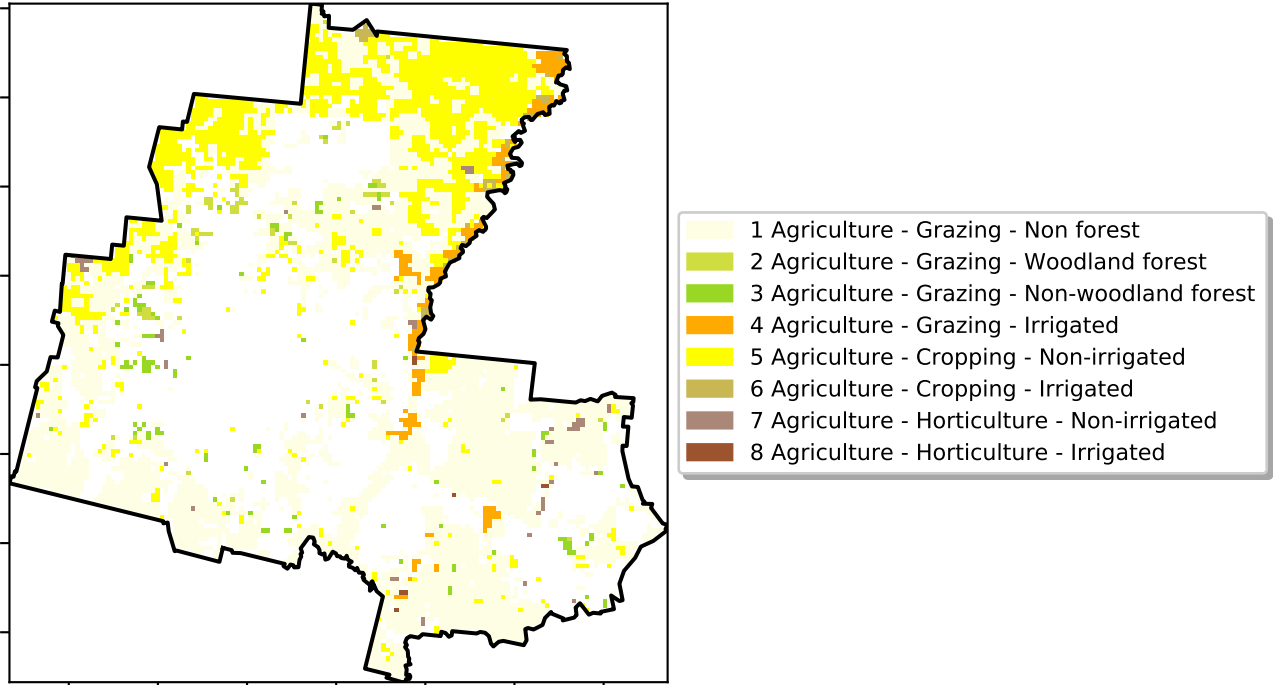 1 Agriculture - Grazing - Non forest
2 Agriculture - Grazing - Woodland forest
3 Agriculture - Grazing - Non-woodland forest
4 Agriculture - Grazing - Irrigated
5 Agriculture - Cropping - Non-irrigated
6 Agriculture - Cropping - Irrigated
7 Agriculture - Horticulture - Non-irrigated
8 Agriculture - Horticulture - Irrigated